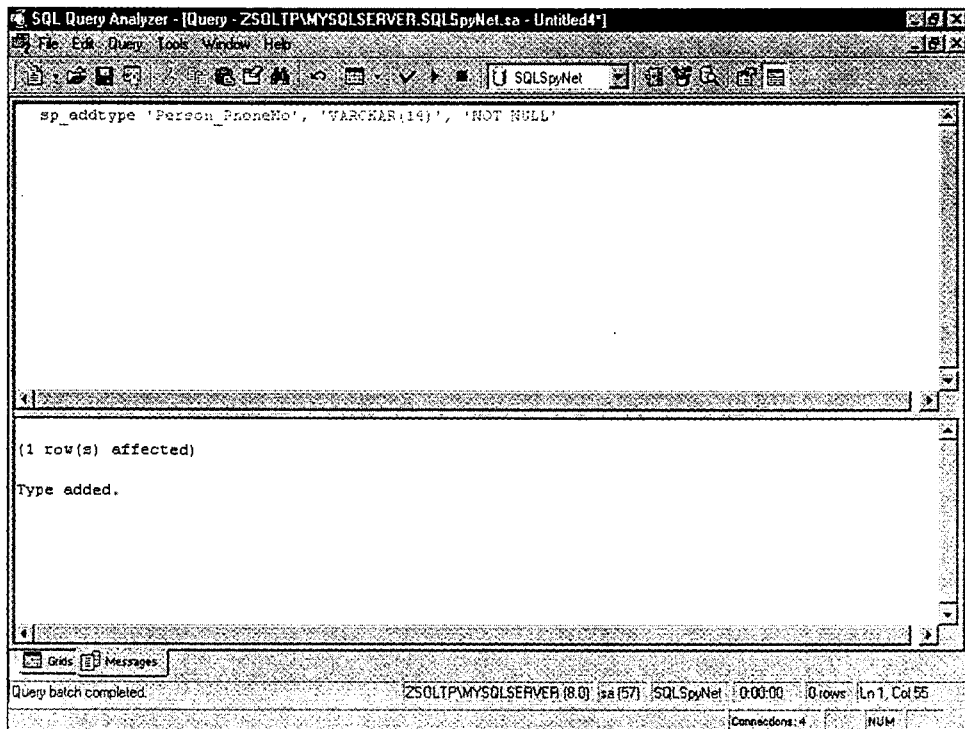 SQL Query Analyzer - [Query - ZSQLTP\MYSQLSERVER.SQLSpyNet.sa - Untitled4*]
File Edit Query Tools Window Help
SQLSpyNet
sp_addtype 'Person_PhoneNo', 'VARCHAR(14)', 'NOT NULL'
(1 row(s) affected)
Type added.
Grids Messages
Query batch completed. ZSQLTP\MYSQLSERVER (8.0) sa (57) SQLSpyNet 0:00:00 0 rows Ln 1, Col 55
Connections: 4 NUM